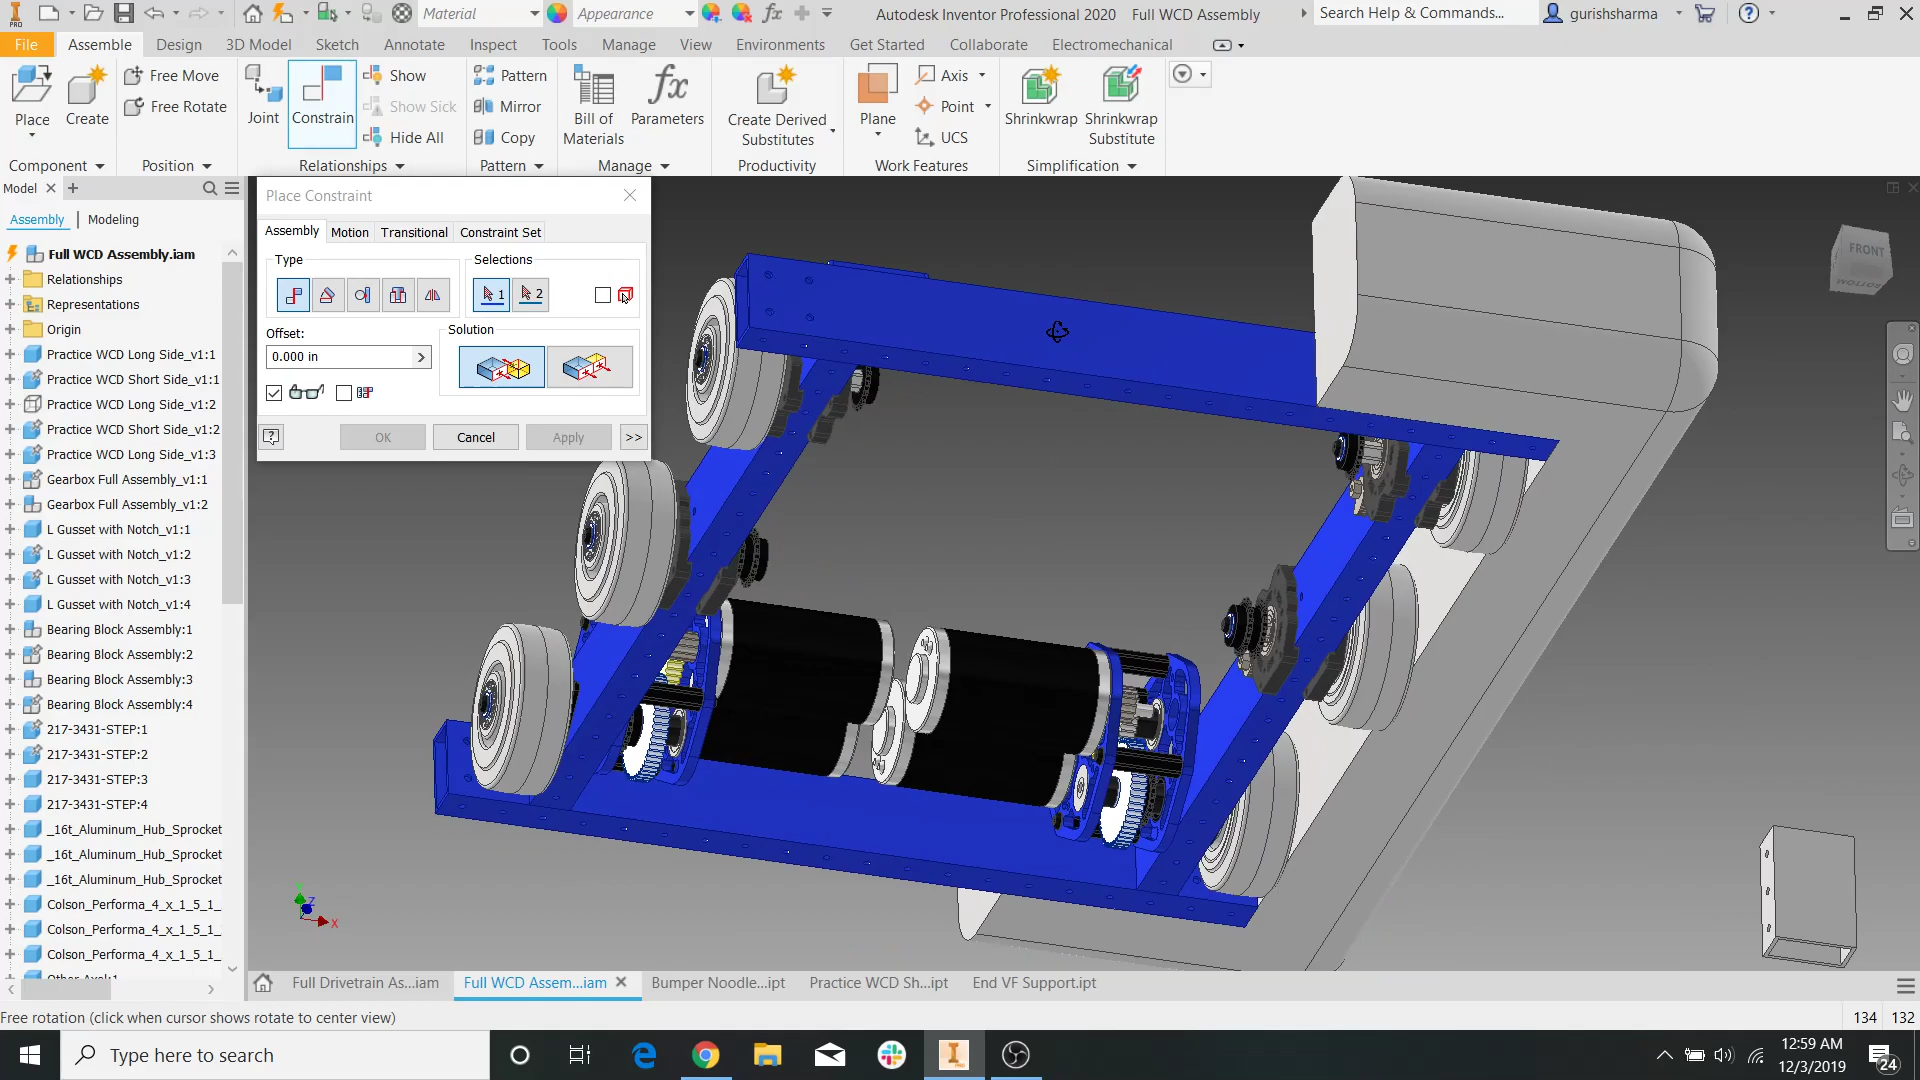 PRO
Material
Appearance
fx
Autodesk Inventor Professional 2020 Full WCD Assembly
Search Help & Commands...
gurishsharma
File
Assemble
Design
3D Model
Sketch
Annotate
Inspect
Tools
Manage
View
Environments
Get Started
Collaborate
Electromechanical
Place
Create
Free Move
Free Rotate
Joint
Constrain
Show
Show Sick
Hide All
Pattern
Mirror
Copy
Bill of
Materials
fx
Parameters
Create Derived
Substitutes
Plane
Axis
Point
UCS
Shrinkwrap
Shrinkwrap
Substitute
Component
Position
Relationships
Pattern
Manage
Productivity
Work Features
Simplification
Model
Assembly
Modeling
Full WCD Assembly.iam
Relationships
Representations
Origin
Practice WCD Long Side_v1:1
Practice WCD Short Side_v1:1
Practice WCD Long Side_v1:2
Practice WCD Short Side_v1:2
Practice WCD Long Side_v1:3
Gearbox Full Assembly_v1:1
Gearbox Full Assembly_v1:2
L Gusset with Notch_v1:1
L Gusset with Notch_v1:2
L Gusset with Notch_v1:3
L Gusset with Notch_v1:4
Bearing Block Assembly:1
Bearing Block Assembly:2
Bearing Block Assembly:3
Bearing Block Assembly:4
217-3431-STEP:1
217-3431-STEP:2
217-3431-STEP:3
217-3431-STEP:4
_16t_Aluminum_Hub_Sprocket
_16t_Aluminum_Hub_Sprocket
_16t_Aluminum_Hub_Sprocket
Colson_Performa_4_x_1_5_1_
Colson_Performa_4_x_1_5_1_
Colson_Performa_4_x_1_5_1_
Other Axel:1
Place Constraint
Assembly
Motion
Transitional
Constraint Set
Type
Selections
1
2
Offset:
0.000 in
Solution
OK
Cancel
Apply
>>
FRONT
BOTTOM
X
Z
Full Drivetrain As...iam
Full WCD Assem...iam
Bumper Noodle...ipt
Practice WCD Sh...ipt
End VF Support.ipt
Free rotation (click when cursor shows rotate to center view)
134
132
Type here to search
12:59 AM
12/3/2019
24